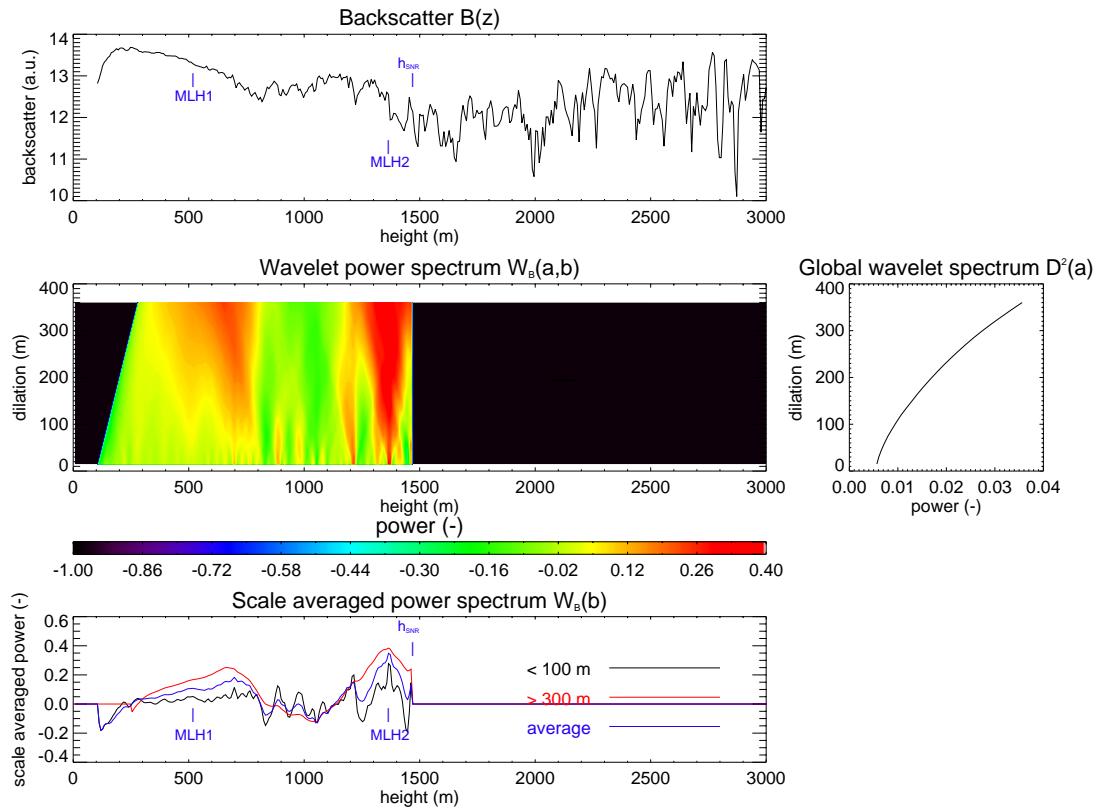 Backscatter B(z)
backscatter (a.u.)
14
13
12
11
10
MLH1
hSNR
MLH2
0 500 1000 1500 2000 2500 3000
height (m)
Wavelet power spectrum WB(a,b)
dilation (m)
400
300
200
100
0
0 500 1000 1500 2000 2500 3000
height (m)
Global wavelet spectrum D²(a)
dilation (m)
400
300
200
100
0
0.00 0.01 0.02 0.03 0.04
power (-)
power (-)
-1.00 -0.86 -0.72 -0.58 -0.44 -0.30 -0.16 -0.02 0.12 0.26 0.40
Scale averaged power spectrum WB(b)
scale averaged power (-)
0.6
0.4
0.2
0.0
-0.2
-0.4
hSNR
MLH1
MLH2
< 100 m
> 300 m
average
0 500 1000 1500 2000 2500 3000
height (m)